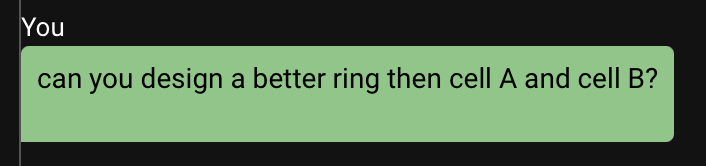 You
can you design a better ring then cell A and cell B?